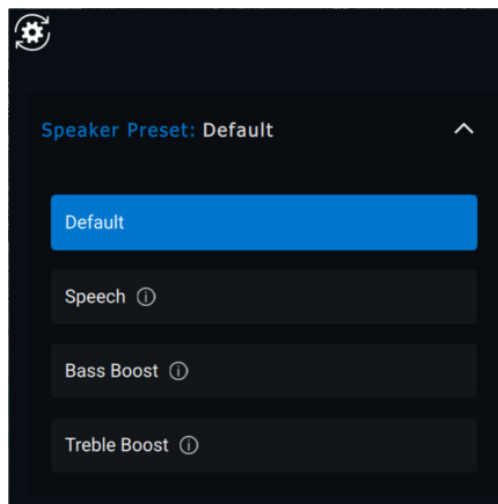 Speaker Preset: Default
Default
Speech
Bass Boost
Treble Boost